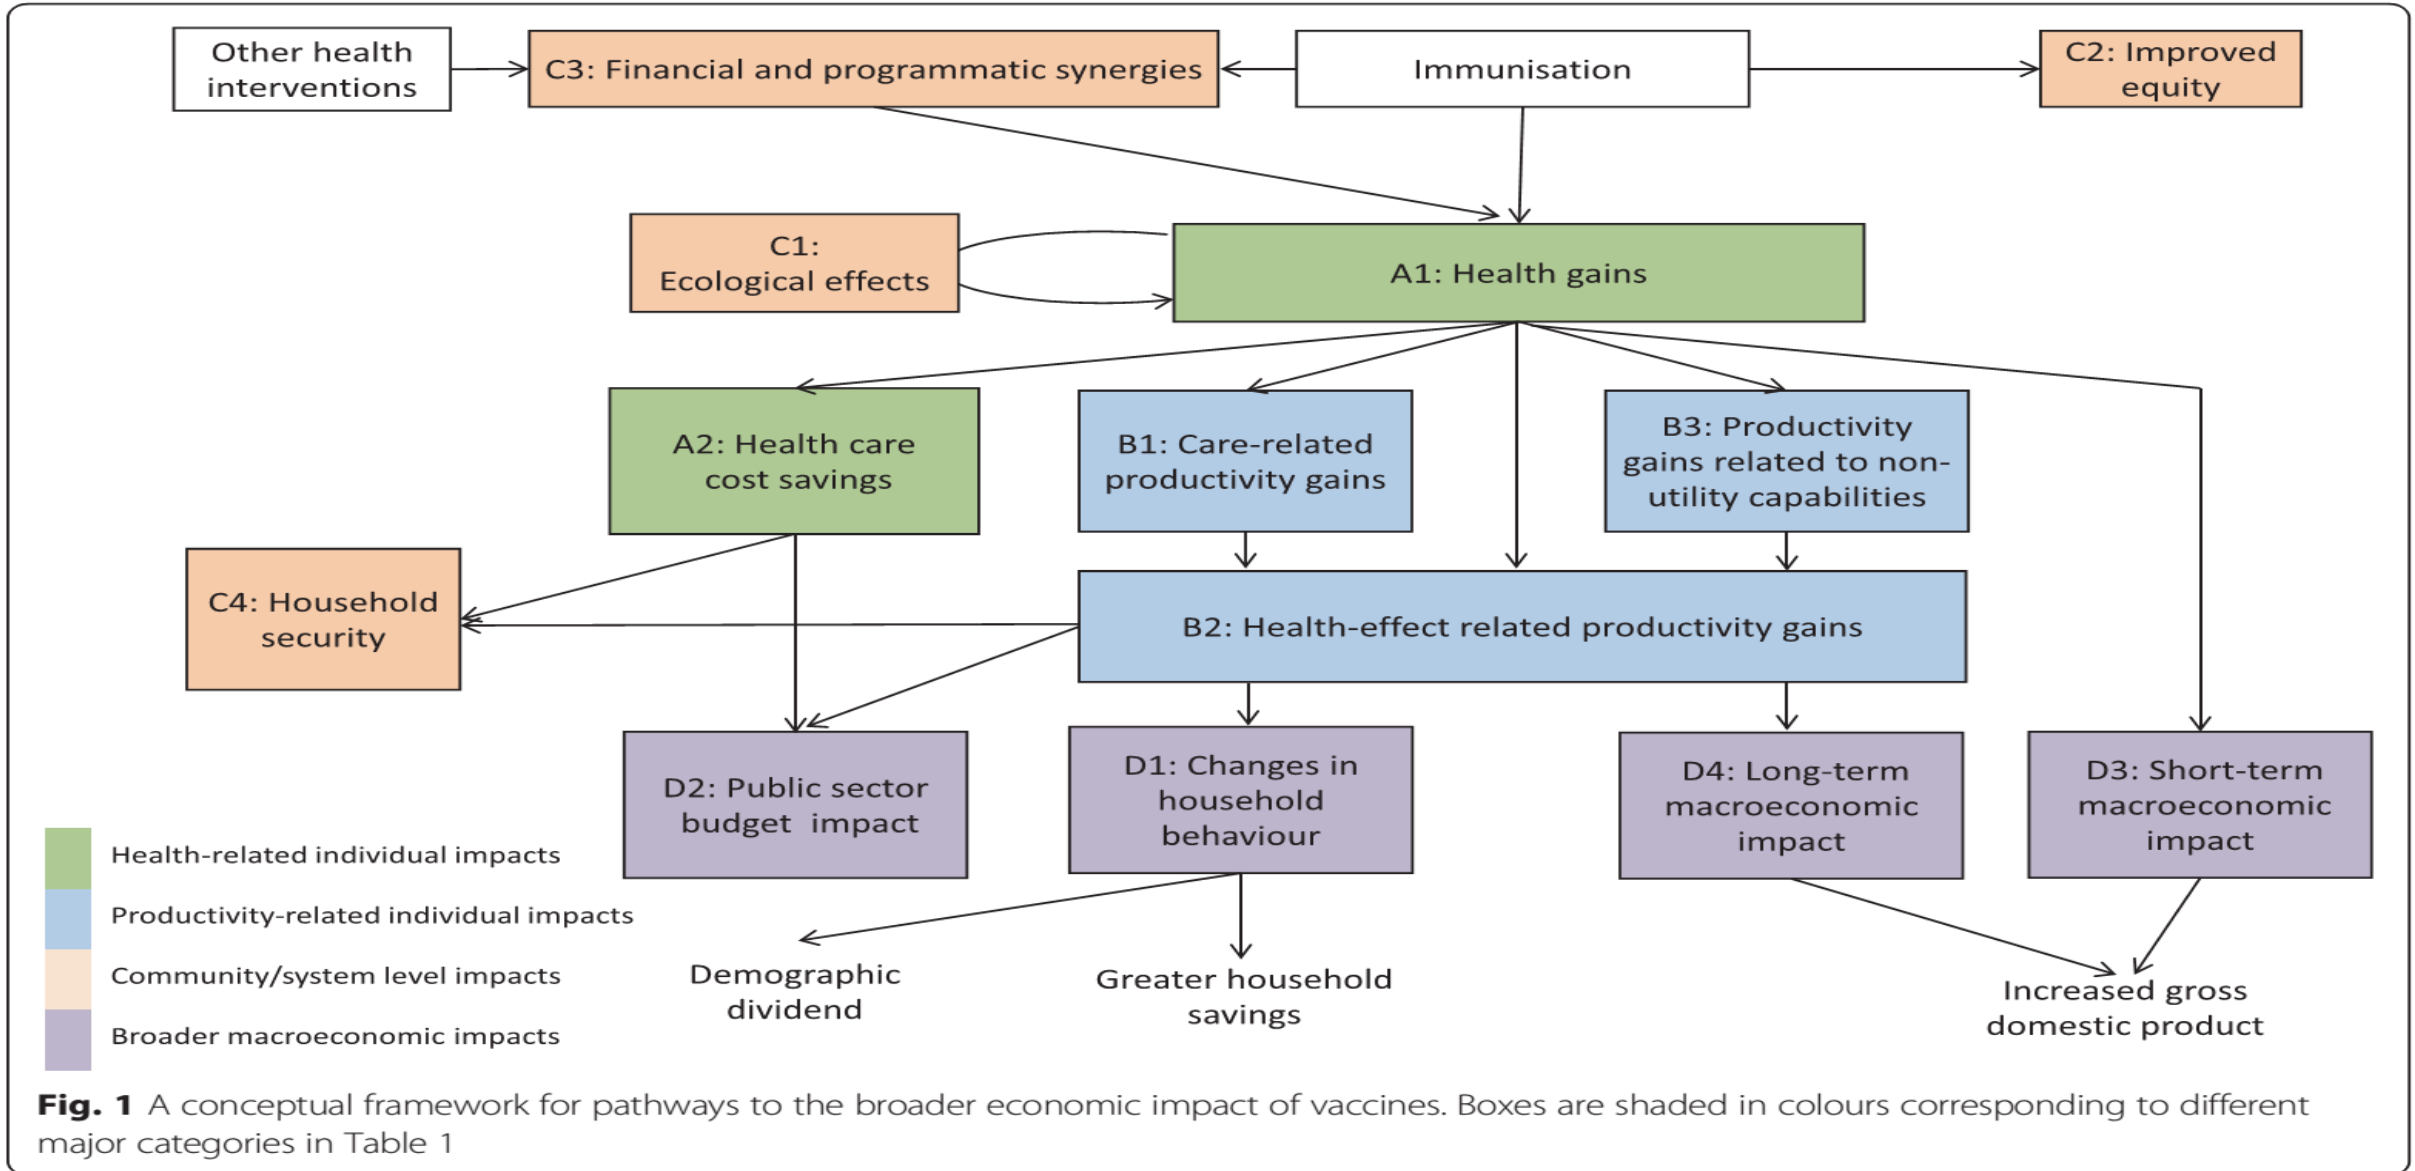 Other health
interventions
C3: Financial and programmatic synergies
Immunisation
C2: Improved
equity
C1:
Ecological effects
A1: Health gains
A2: Health care
cost savings
B1: Care-related
productivity gains
B3: Productivity
gains related to non-
utility capabilities
C4: Household
security
B2: Health-effect related productivity gains
D2: Public sector
budget impact
D1: Changes in
household
behaviour
D4: Long-term
macroeconomic
impact
D3: Short-term
macroeconomic
impact
Health-related individual impacts
Productivity-related individual impacts
Community/system level impacts
Broader macroeconomic impacts
Demographic
dividend
Greater household
savings
Increased gross
domestic product
Fig. 1 A conceptual framework for pathways to the broader economic impact of vaccines. Boxes are shaded in colours corresponding to different
major categories in Table 1